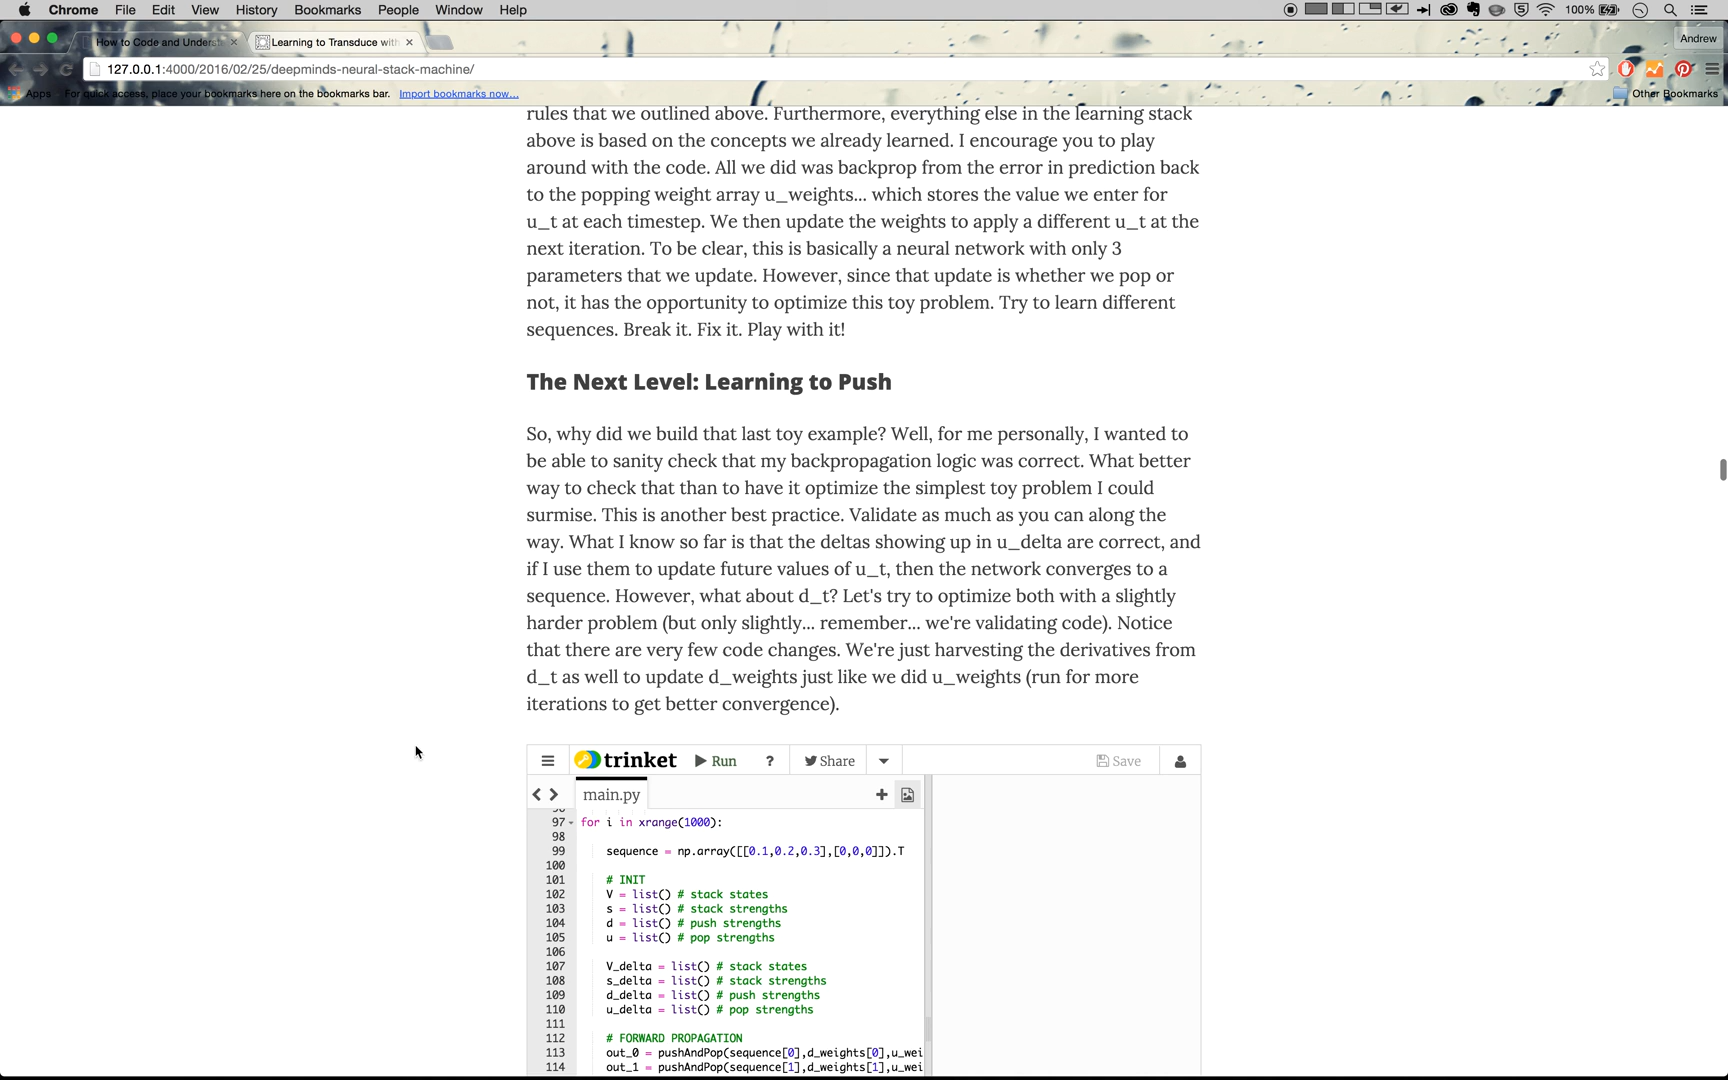 Chrome File Edit View History Bookmarks People Window Help 100%
How to Code and Underst
Learning to Transduce with
Andrew
127.0.0.1:4000/2016/02/25/deepminds-neural-stack-machine/
Apps For quick access, place your bookmarks here on the bookmarks bar. Import bookmarks now... Other Bookmarks
rules that we outlined above. Furthermore, everything else in the learning stack
above is based on the concepts we already learned. I encourage you to play
around with the code. All we did was backprop from the error in prediction back
to the popping weight array u_weights... which stores the value we enter for
u_t at each timestep. We then update the weights to apply a different u_t at the
next iteration. To be clear, this is basically a neural network with only 3
parameters that we update. However, since that update is whether we pop or
not, it has the opportunity to optimize this toy problem. Try to learn different
sequences. Break it. Fix it. Play with it!
The Next Level: Learning to Push
So, why did we build that last toy example? Well, for me personally, I wanted to
be able to sanity check that my backpropagation logic was correct. What better
way to check that than to have it optimize the simplest toy problem I could
surmise. This is another best practice. Validate as much as you can along the
way. What I know so far is that the deltas showing up in u_delta are correct, and
if I use them to update future values of u_t, then the network converges to a
sequence. However, what about d_t? Let's try to optimize both with a slightly
harder problem (but only slightly... remember... we're validating code). Notice
that there are very few code changes. We're just harvesting the derivatives from
d_t as well to update d_weights just like we did u_weights (run for more
iterations to get better convergence).
trinket Run ? Share Save
main.py +
97 for i in xrange(1000):
98
99 sequence = np.array([[0.1,0.2,0.3],[0,0,0]]).T
100
101 # INIT
102 V = list() # stack states
103 s = list() # stack strengths
104 d = list() # push strengths
105 u = list() # pop strengths
106
107 V_delta = list() # stack states
108 s_delta = list() # stack strengths
109 d_delta = list() # push strengths
110 u_delta = list() # pop strengths
111
112 # FORWARD PROPAGATION
113 out_0 = pushAndPop(sequence[0],d_weights[0],u_wei
114 out_1 = pushAndPop(sequence[1],d_weights[1],u_wei